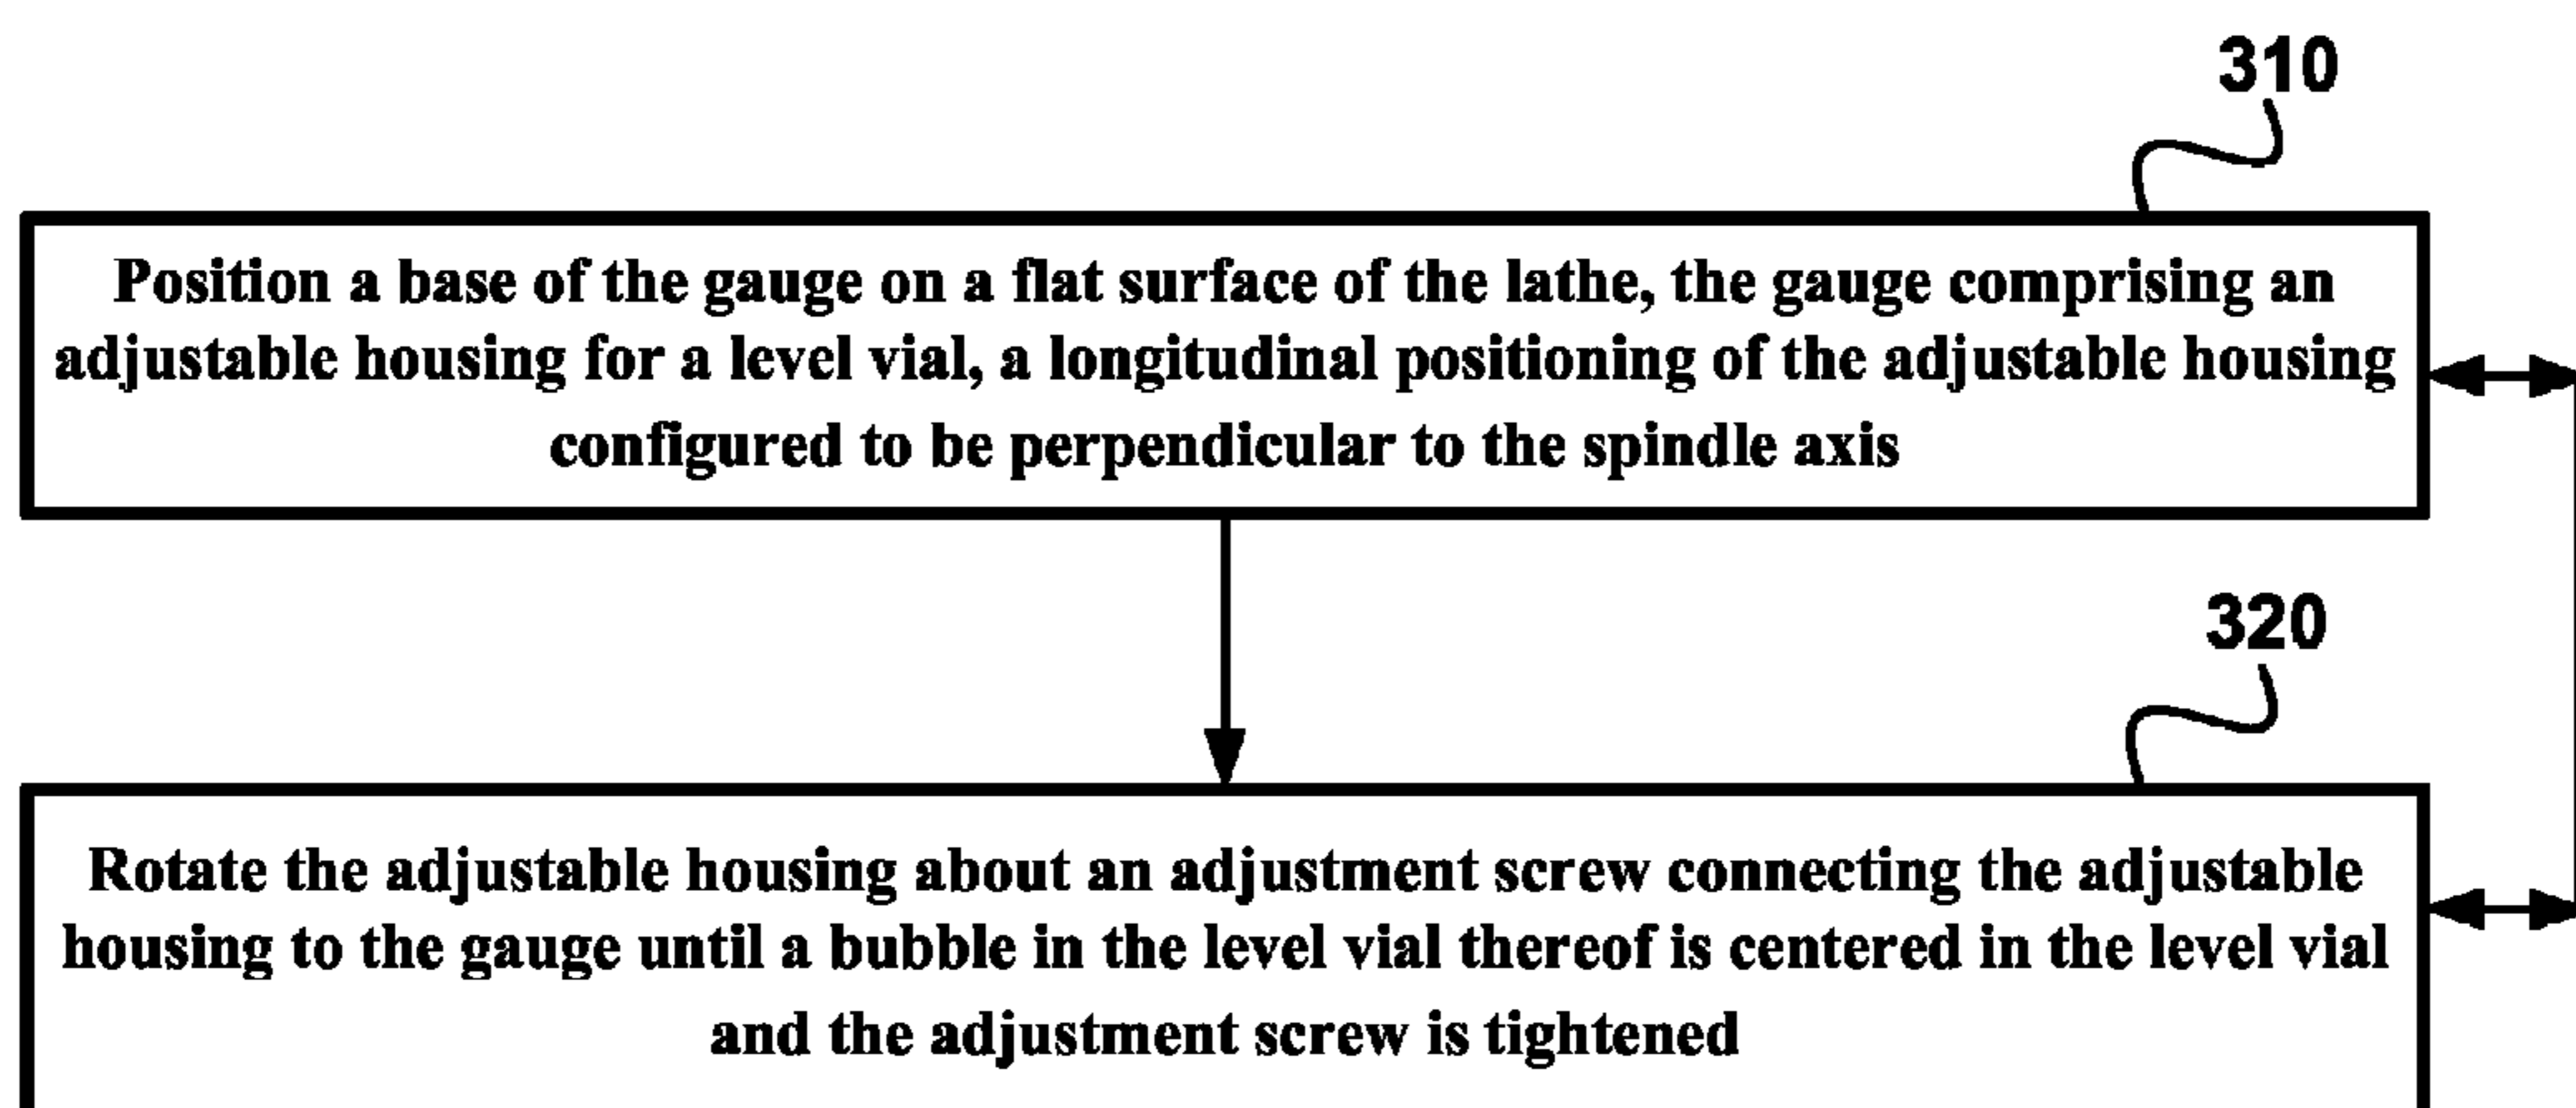 310
Position a base of the gauge on a flat surface of the lathe, the gauge comprising an
adjustable housing for a level vial, a longitudinal positioning of the adjustable housing
configured to be perpendicular to the spindle axis
320
Rotate the adjustable housing about an adjustment screw connecting the adjustable
housing to the gauge until a bubble in the level vial thereof is centered in the level vial
and the adjustment screw is tightened